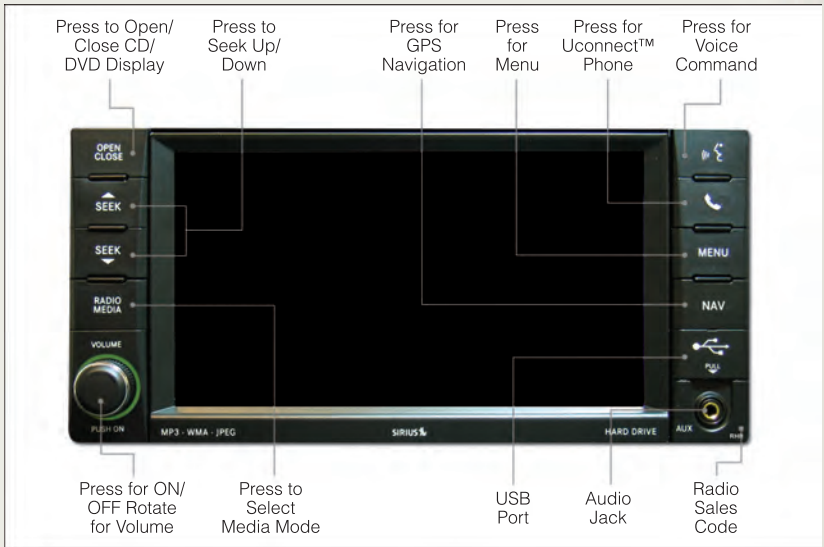 Press to Open/
Close CD/
DVD Display
Press to
Seek Up/
Down
Press for
GPS
Navigation
Press
for
Menu
Press for
Uconnect™
Phone
Press for
Voice
Command
OPEN
CLOSE
SEEK
SEEK
RADIO
MEDIA
VOLUME
PUSH ON
MP3 · WMA · JPEG
SIRIUS
HARD DRIVE
MENU
NAV
PULL
AUX
RHR
Press for ON/
OFF Rotate
for Volume
Press to
Select
Media Mode
USB
Port
Audio
Jack
Radio
Sales
Code